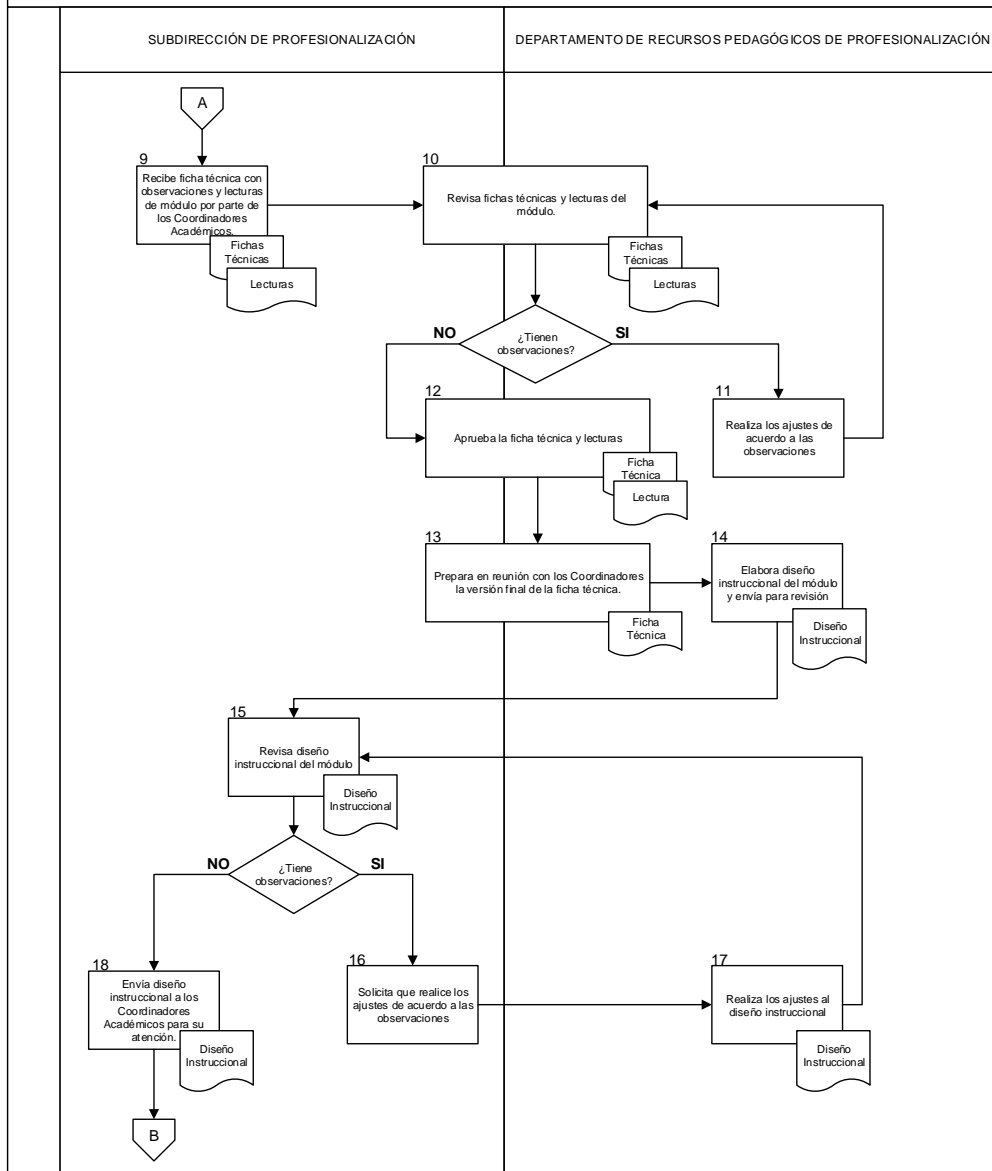 SUBDIRECCIÓN DE PROFESIONALIZACIÓN
DEPARTAMENTO DE RECURSOS PEDAGÓGICOS DE PROFESIONALIZACIÓN
A
9
Recibe ficha técnica con
observaciones y lecturas
de módulo por parte de
los Coordinadores
Académicos.
Fichas
Técnicas
Lecturas
10
Revisa fichas técnicas y lecturas del
módulo.
Fichas
Técnicas
Lecturas
¿Tienen
observaciones?
NO
SI
11
Realiza los ajustes de
acuerdo a las
observaciones
12
Aprueba la ficha técnica y lecturas
Ficha
Técnica
Lectura
13
Prepara en reunión con los Coordinadores
la versión final de la ficha técnica.
Ficha
Técnica
14
Elabora diseño
instruccional del módulo
y envía para revisión
Diseño
Instruccional
15
Revisa diseño
instruccional del módulo
Diseño
Instruccional
¿Tiene
observaciones?
NO
SI
18
Envía diseño
instruccional a los
Coordinadores
Académicos para su
atención.
Diseño
Instruccional
16
Solicita que realice los
ajustes de acuerdo a las
observaciones
17
Realiza los ajustes al
diseño instruccional
Diseño
Instruccional
B